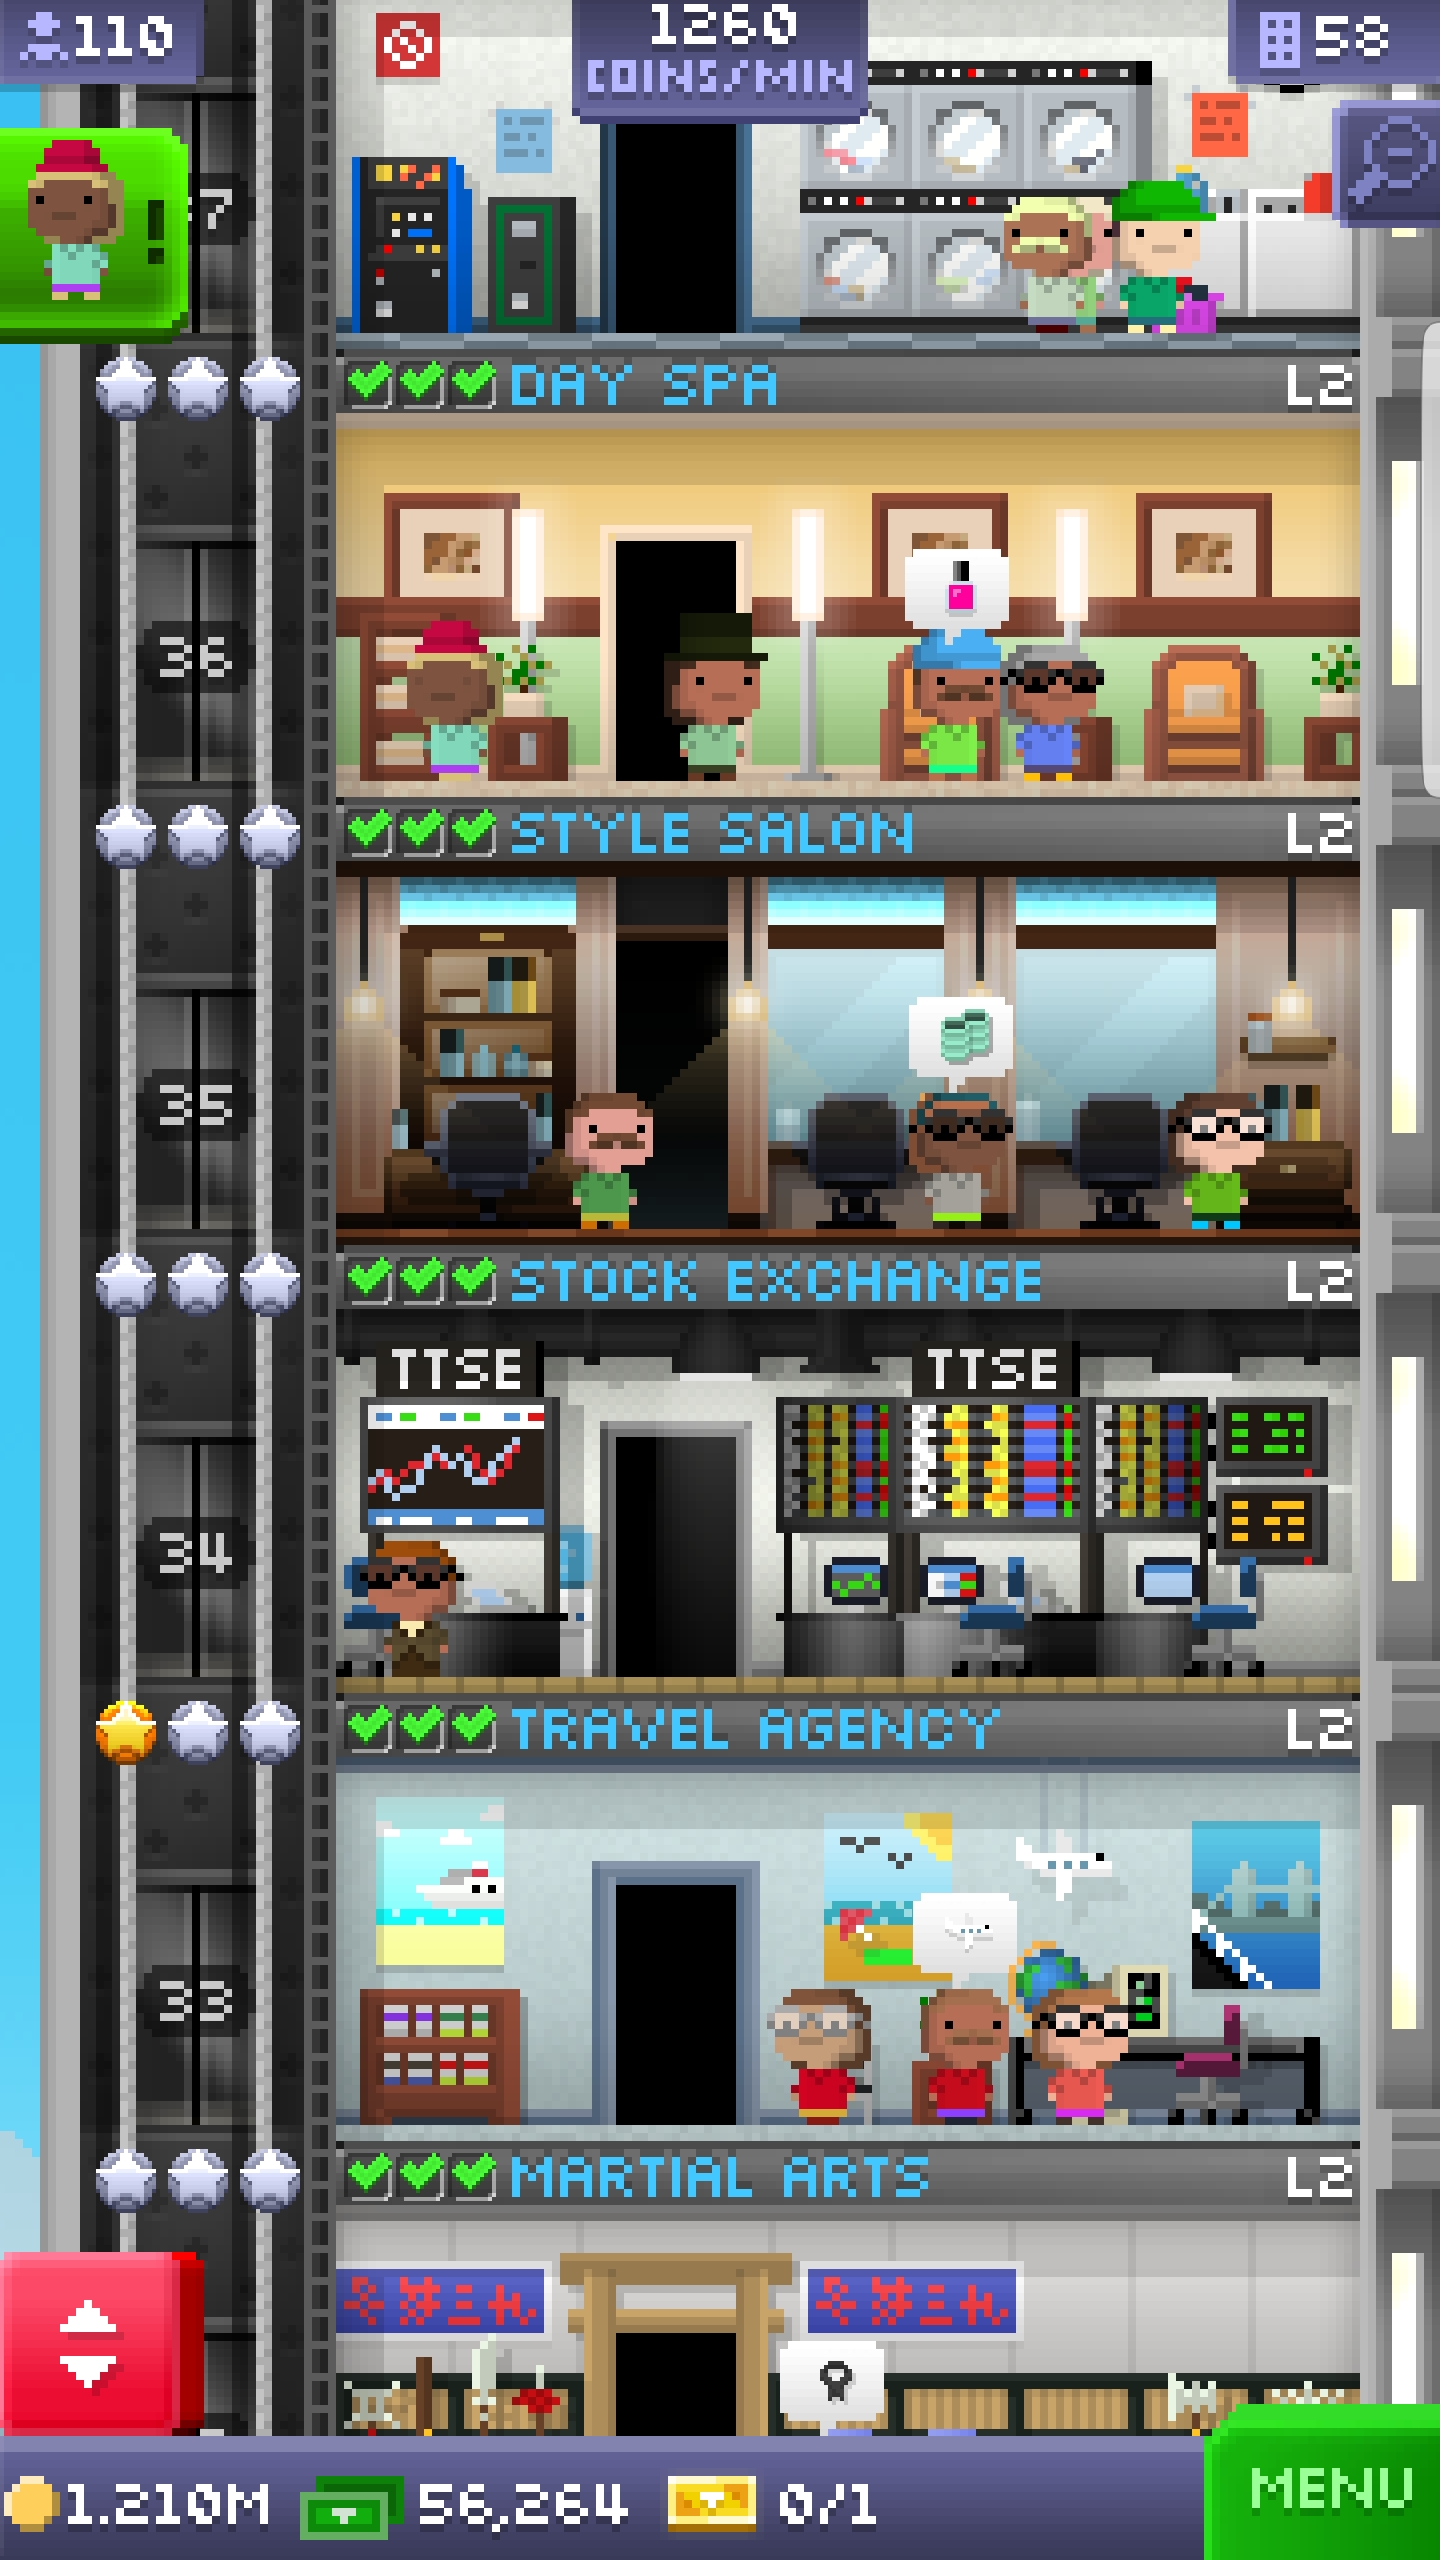 110
1260
COINS/MIN
58
DAY SPA L2
36
STYLE SALON L2
35
STOCK EXCHANGE L2
TTSE TTSE
34
TRAVEL AGENCY L2
33
MARTIAL ARTS L2
1.210M 56,264 0/1
MENU